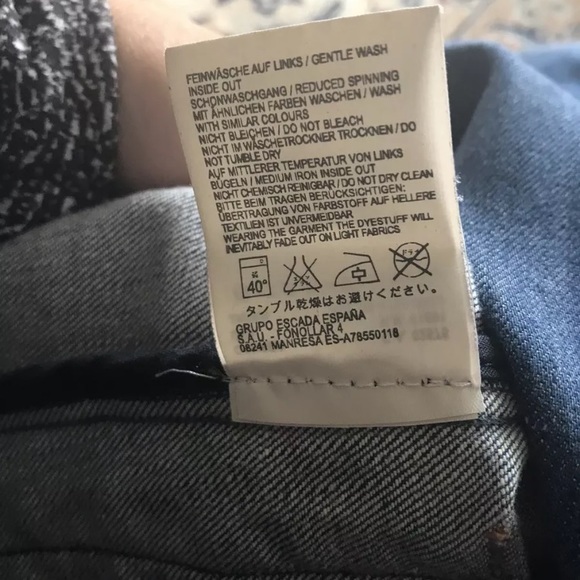 FEINWÄSCHE AUF LINKS / GENTLE WASH
INSIDE OUT
SCHONWASCHGANG / REDUCED SPINNING
MIT ÄHNLICHEN FARBEN WASCHEN / WASH
WITH SIMILAR COLOURS
NICHT BLEICHEN / DO NOT BLEACH
NICHT IM WÄSCHETROCKNER TROCKNEN / DO
NOT TUMBLE DRY
AUF MITTLERER TEMPERATUR VON LINKS
BÜGELN / MEDIUM IRON INSIDE OUT
NICHT CHEMISCH REINIGBAR / DO NOT DRY CLEAN
BITTE BEIM TRAGEN BERÜCKSICHTIGEN:
ÜBERTRAGUNG VON FARBSTOFF AUF HELLERE
TEXTILIEN IST UNVERMEIDBAR
WEARING THE GARMENT THE DYESTUFF WILL
INEVITABLY FADE OUT ON LIGHT FABRICS
40°
タンブル乾燥はお避けください。
GRUPO ESCADA ESPAÑA
S.A.U. - FONOLLAR 4
08241 MANRESA ES-A78550118